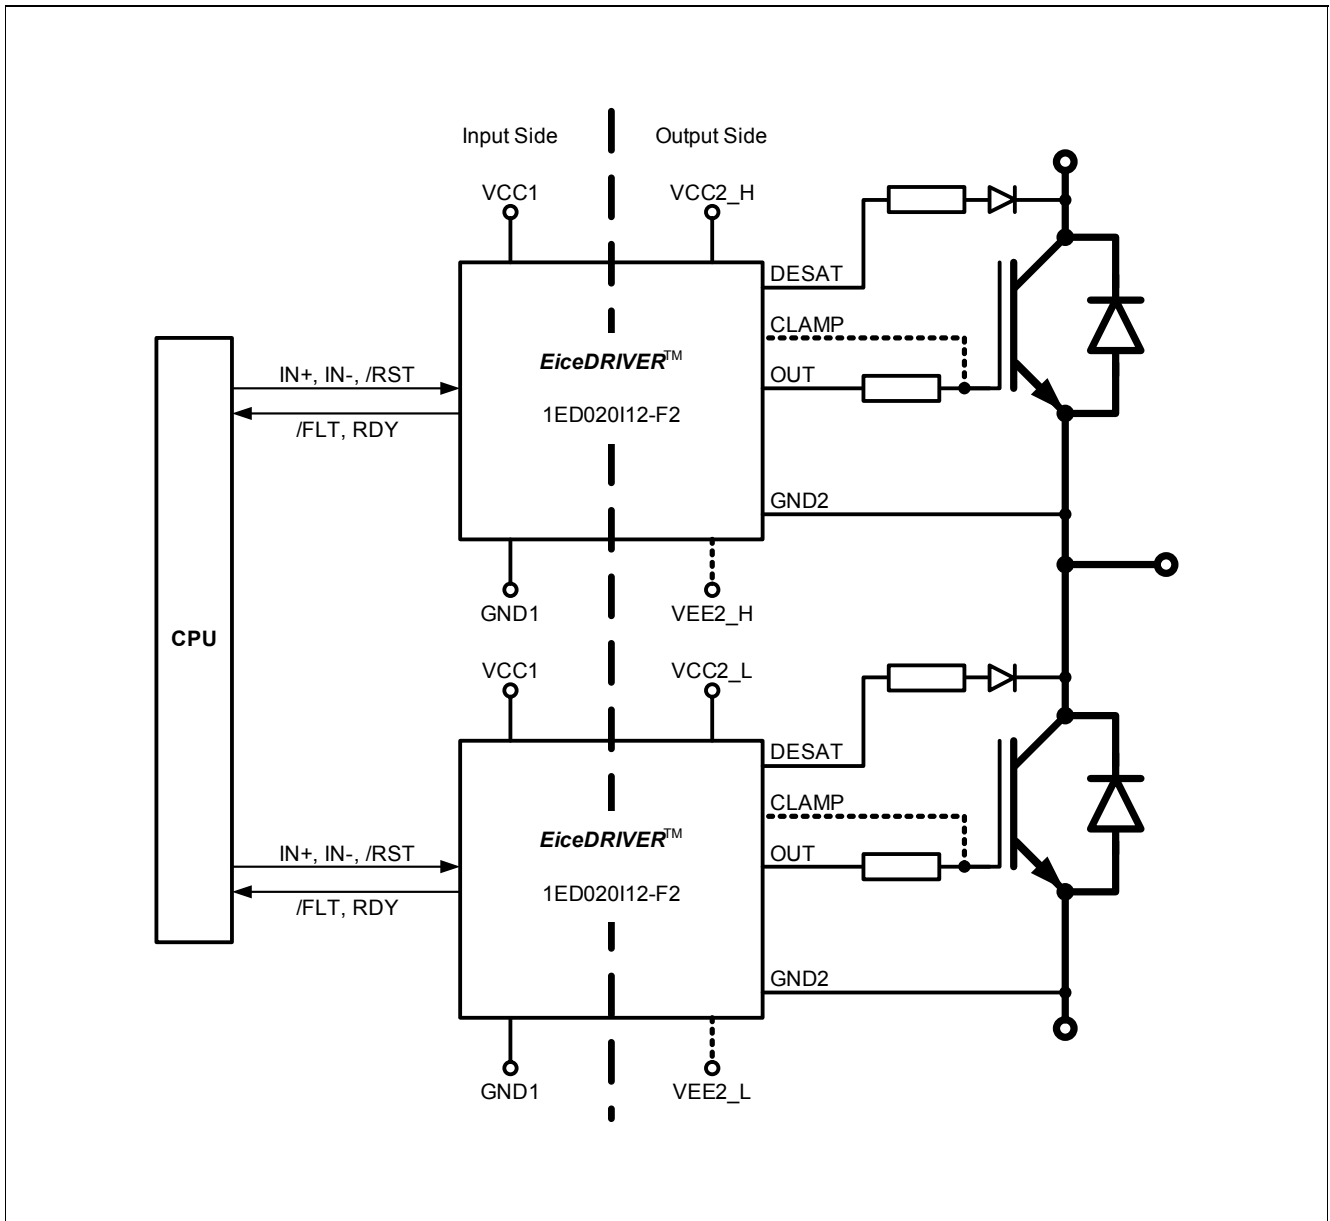 Input Side
Output Side
VCC1
VCC2_H
DESAT
CLAMP
EiceDRIVER™
OUT
IN+, IN-, /RST
1ED020I12-F2
/FLT, RDY
GND2
GND1
VEE2_H
CPU
VCC1
VCC2_L
DESAT
CLAMP
EiceDRIVER™
OUT
IN+, IN-, /RST
1ED020I12-F2
/FLT, RDY
GND2
GND1
VEE2_L